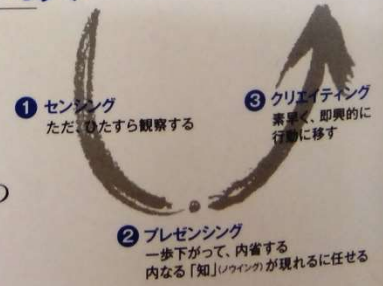 1 センシング
ただ、ひたすら観察する
3 クリエイティング
素早く、即興的に
行動に移す
2 プレゼンシング
一歩下がって、内省する
内なる「知」(ノウイング)が現れるに任せる